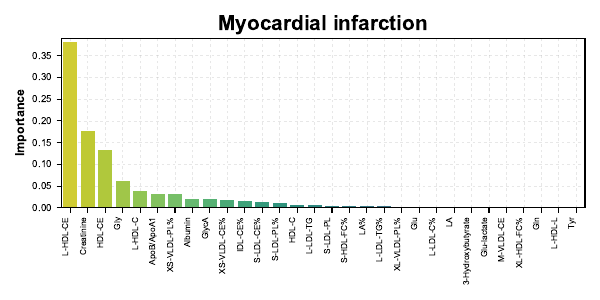 Myocardial infarction
Importance
0.35
0.30
0.25
0.20
0.15
0.10
0.05
0.00
L-HDL-CE
Creatinine
HDL-CE
Gly
L-HDL-C
ApoB/ApoA1
XS-VLDL-PL%
Albumin
GlycA
XS-VLDL-CE%
IDL-CE%
S-LDL-CE%
S-LDL-PL%
HDL-C
L-LDL-TG
S-LDL-PL
S-HDL-FC%
LA%
L-LDL-TG%
XL-VLDL-PL%
Glu
L-LDL-C%
LA
3-Hydroxybutyrate
Glu-lactate
M-VLDL-CE
XL-HDL-FC%
Gln
L-HDL-L
Tyr